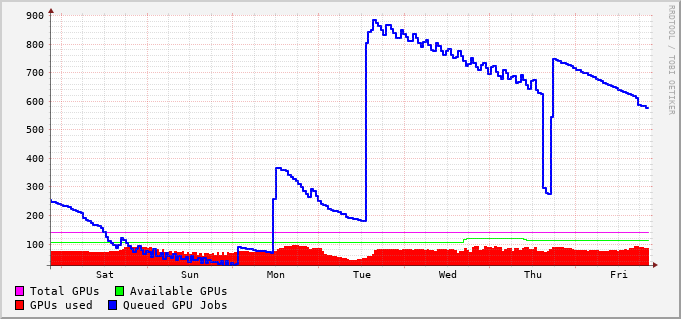 900
800
700
600
500
400
300
200
100
Sat Sun Mon Tue Wed Thu Fri
Total GPUs Available GPUs
GPUs used Queued GPU Jobs
RRDTOOL / TOBI OETIKER